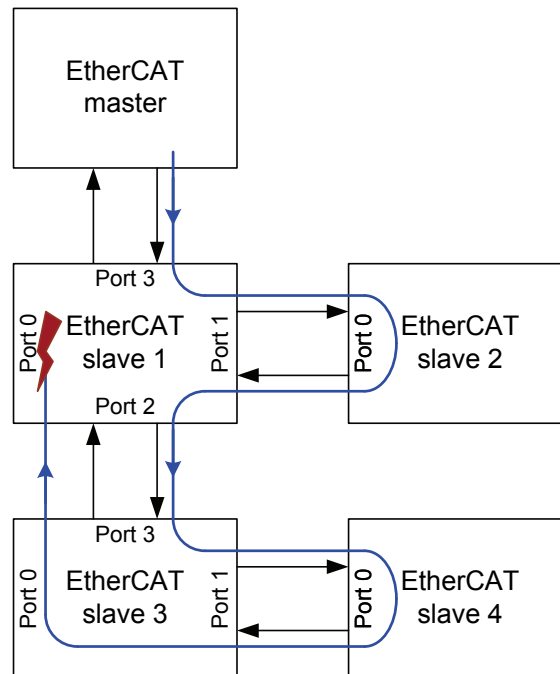 EtherCAT
master
Port 3
Port 0
EtherCAT
slave 1
Port 1
Port 2
Port 0
EtherCAT
slave 2
Port 3
Port 0
EtherCAT
slave 3
Port 1
Port 0
EtherCAT
slave 4